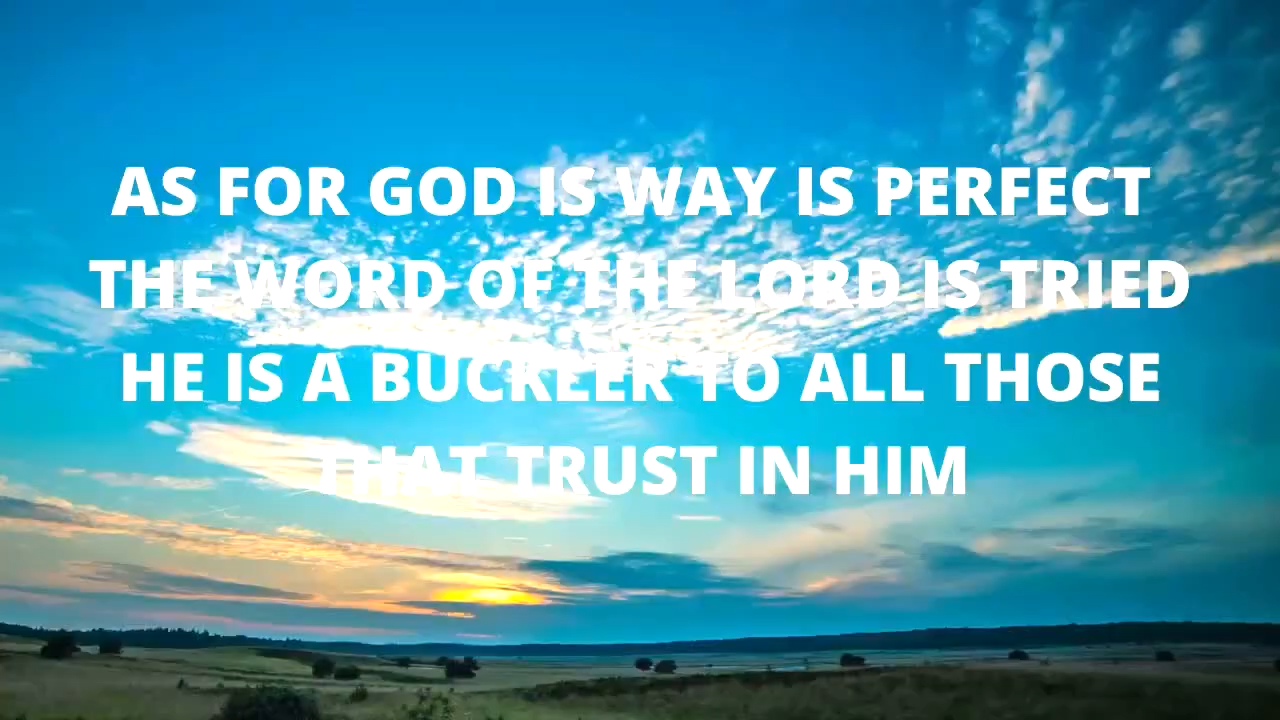 AS FOR GOD IS WAY IS PERFECT
THE WORD OF THE LORD IS TRIED
HE IS A BUCKLER TO ALL THOSE
THAT TRUST IN HIM